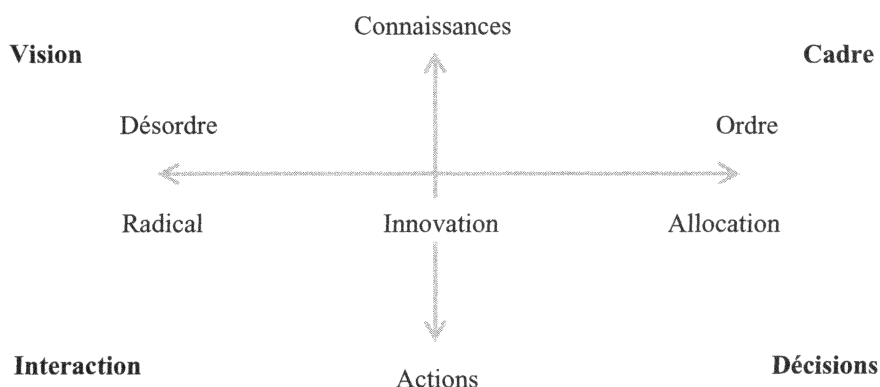 Connaissances
Vision Cadre
Désordre Ordre
Radical Innovation Allocation
Interaction Décisions
Actions